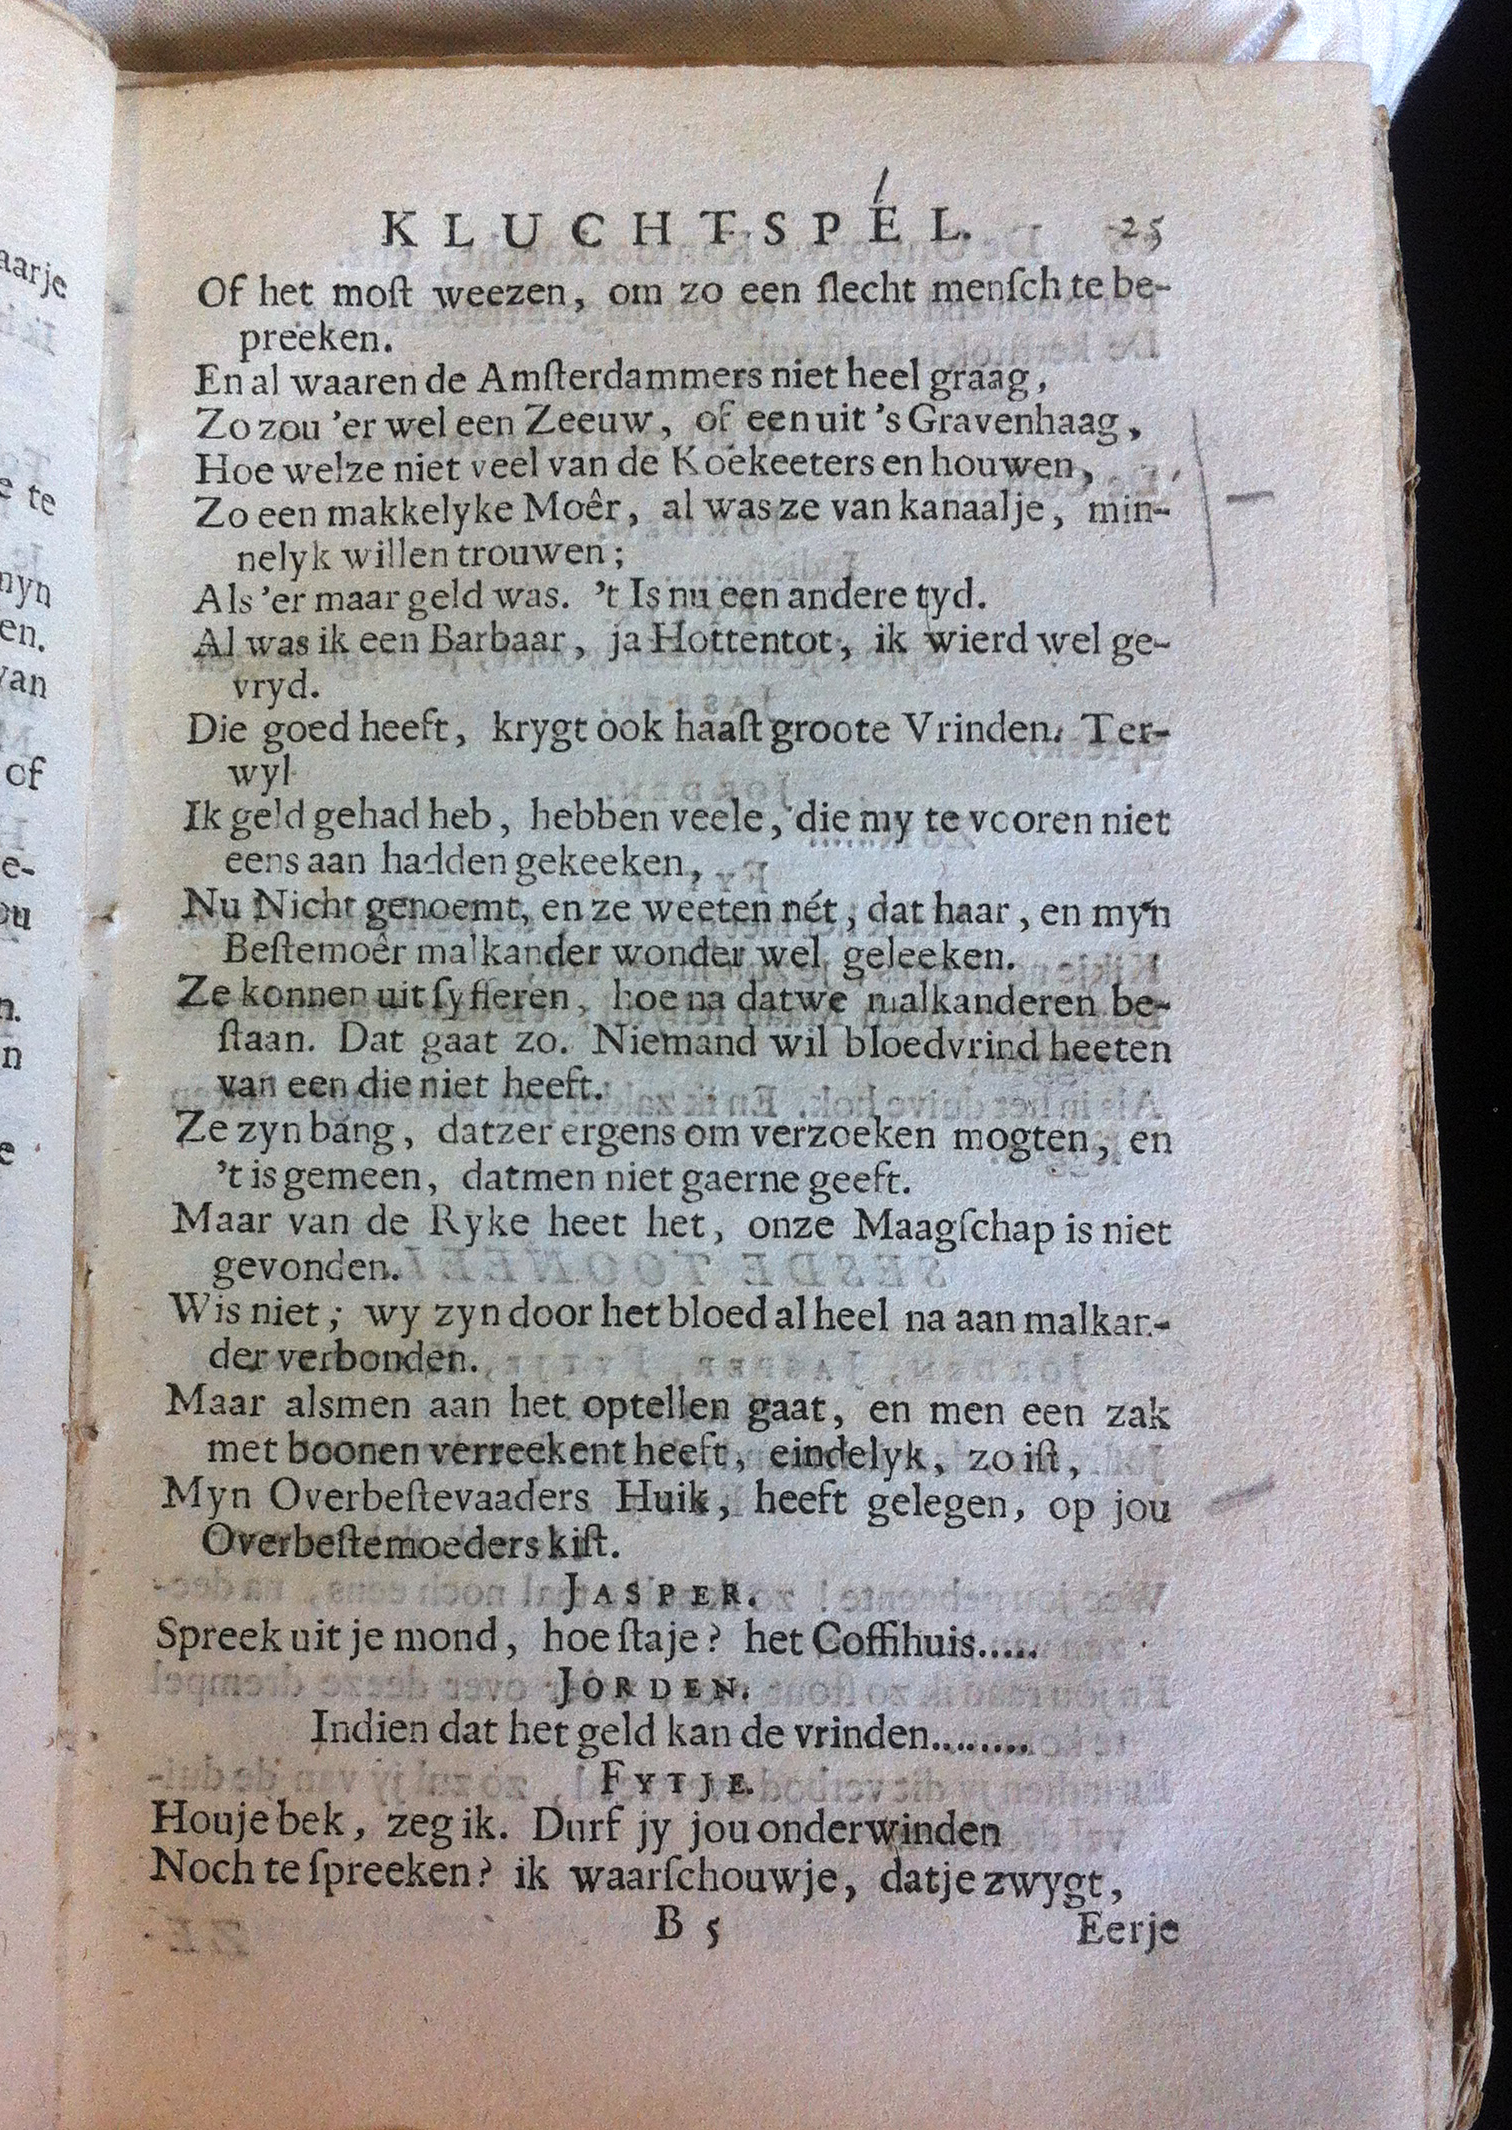 KLUCHTSPEL. 25
Of het moſt weezen, om zo een ſlecht menſch te be-
preeken.
En al waaren de Amſterdammers niet heel graag,
Zo zou 'er wel een Zeeuw, of een uit 's Gravenhaag,
Hoe welze niet veel van de Koekeeters en houwen,
Zo een makkelyke Moêr, al was ze van kanaalje, min-
nelyk willen trouwen;
Als 'er maar geld was. 't Is nu een andere tyd.
Al was ik een Barbaar, ja Hottentot, ik wierd wel ge-
vryd.
Die goed heeft, krygt ook haaſt groote Vrinden. Ter-
wyl
Ik geld gehad heb, hebben veele, die my te vooren niet
eens aan hadden gekeeken,
Nu Nicht genoemt, en ze weeten nét, dat haar, en myn
Beſtemoêr malkander wonder wel geleeken.
Ze konnen uit ſyfferen, hoe na datwe malkanderen be-
ſtaan. Dat gaat zo. Niemand wil bloedvrind heeten
van een die niet heeft.
Ze zyn bang, datzer ergens om verzoeken mogten, en
't is gemeen, datmen niet gaerne geeft.
Maar van de Ryke heet het, onze Maagſchap is niet
gevonden.
Wis niet; wy zyn door het bloed al heel na aan malkan-
der verbonden.
Maar alsmen aan het optellen gaat, en men een zak
met boonen verreekent heeft, eindelyk, zo iſt,
Myn Overbeſtevaaders Huik, heeft gelegen, op jou
Overbeſtemoeders kiſt.
JASPER.
Spreek uit je mond, hoe ſtaje? het Coffihuis.....
JORDEN.
Indien dat het geld kan de vrinden........
FYTJE.
Houje bek, zeg ik. Durf jy jou onderwinden
Noch te ſpreeken? ik waarſchouwje, datje zwygt,
B 5 Eerje